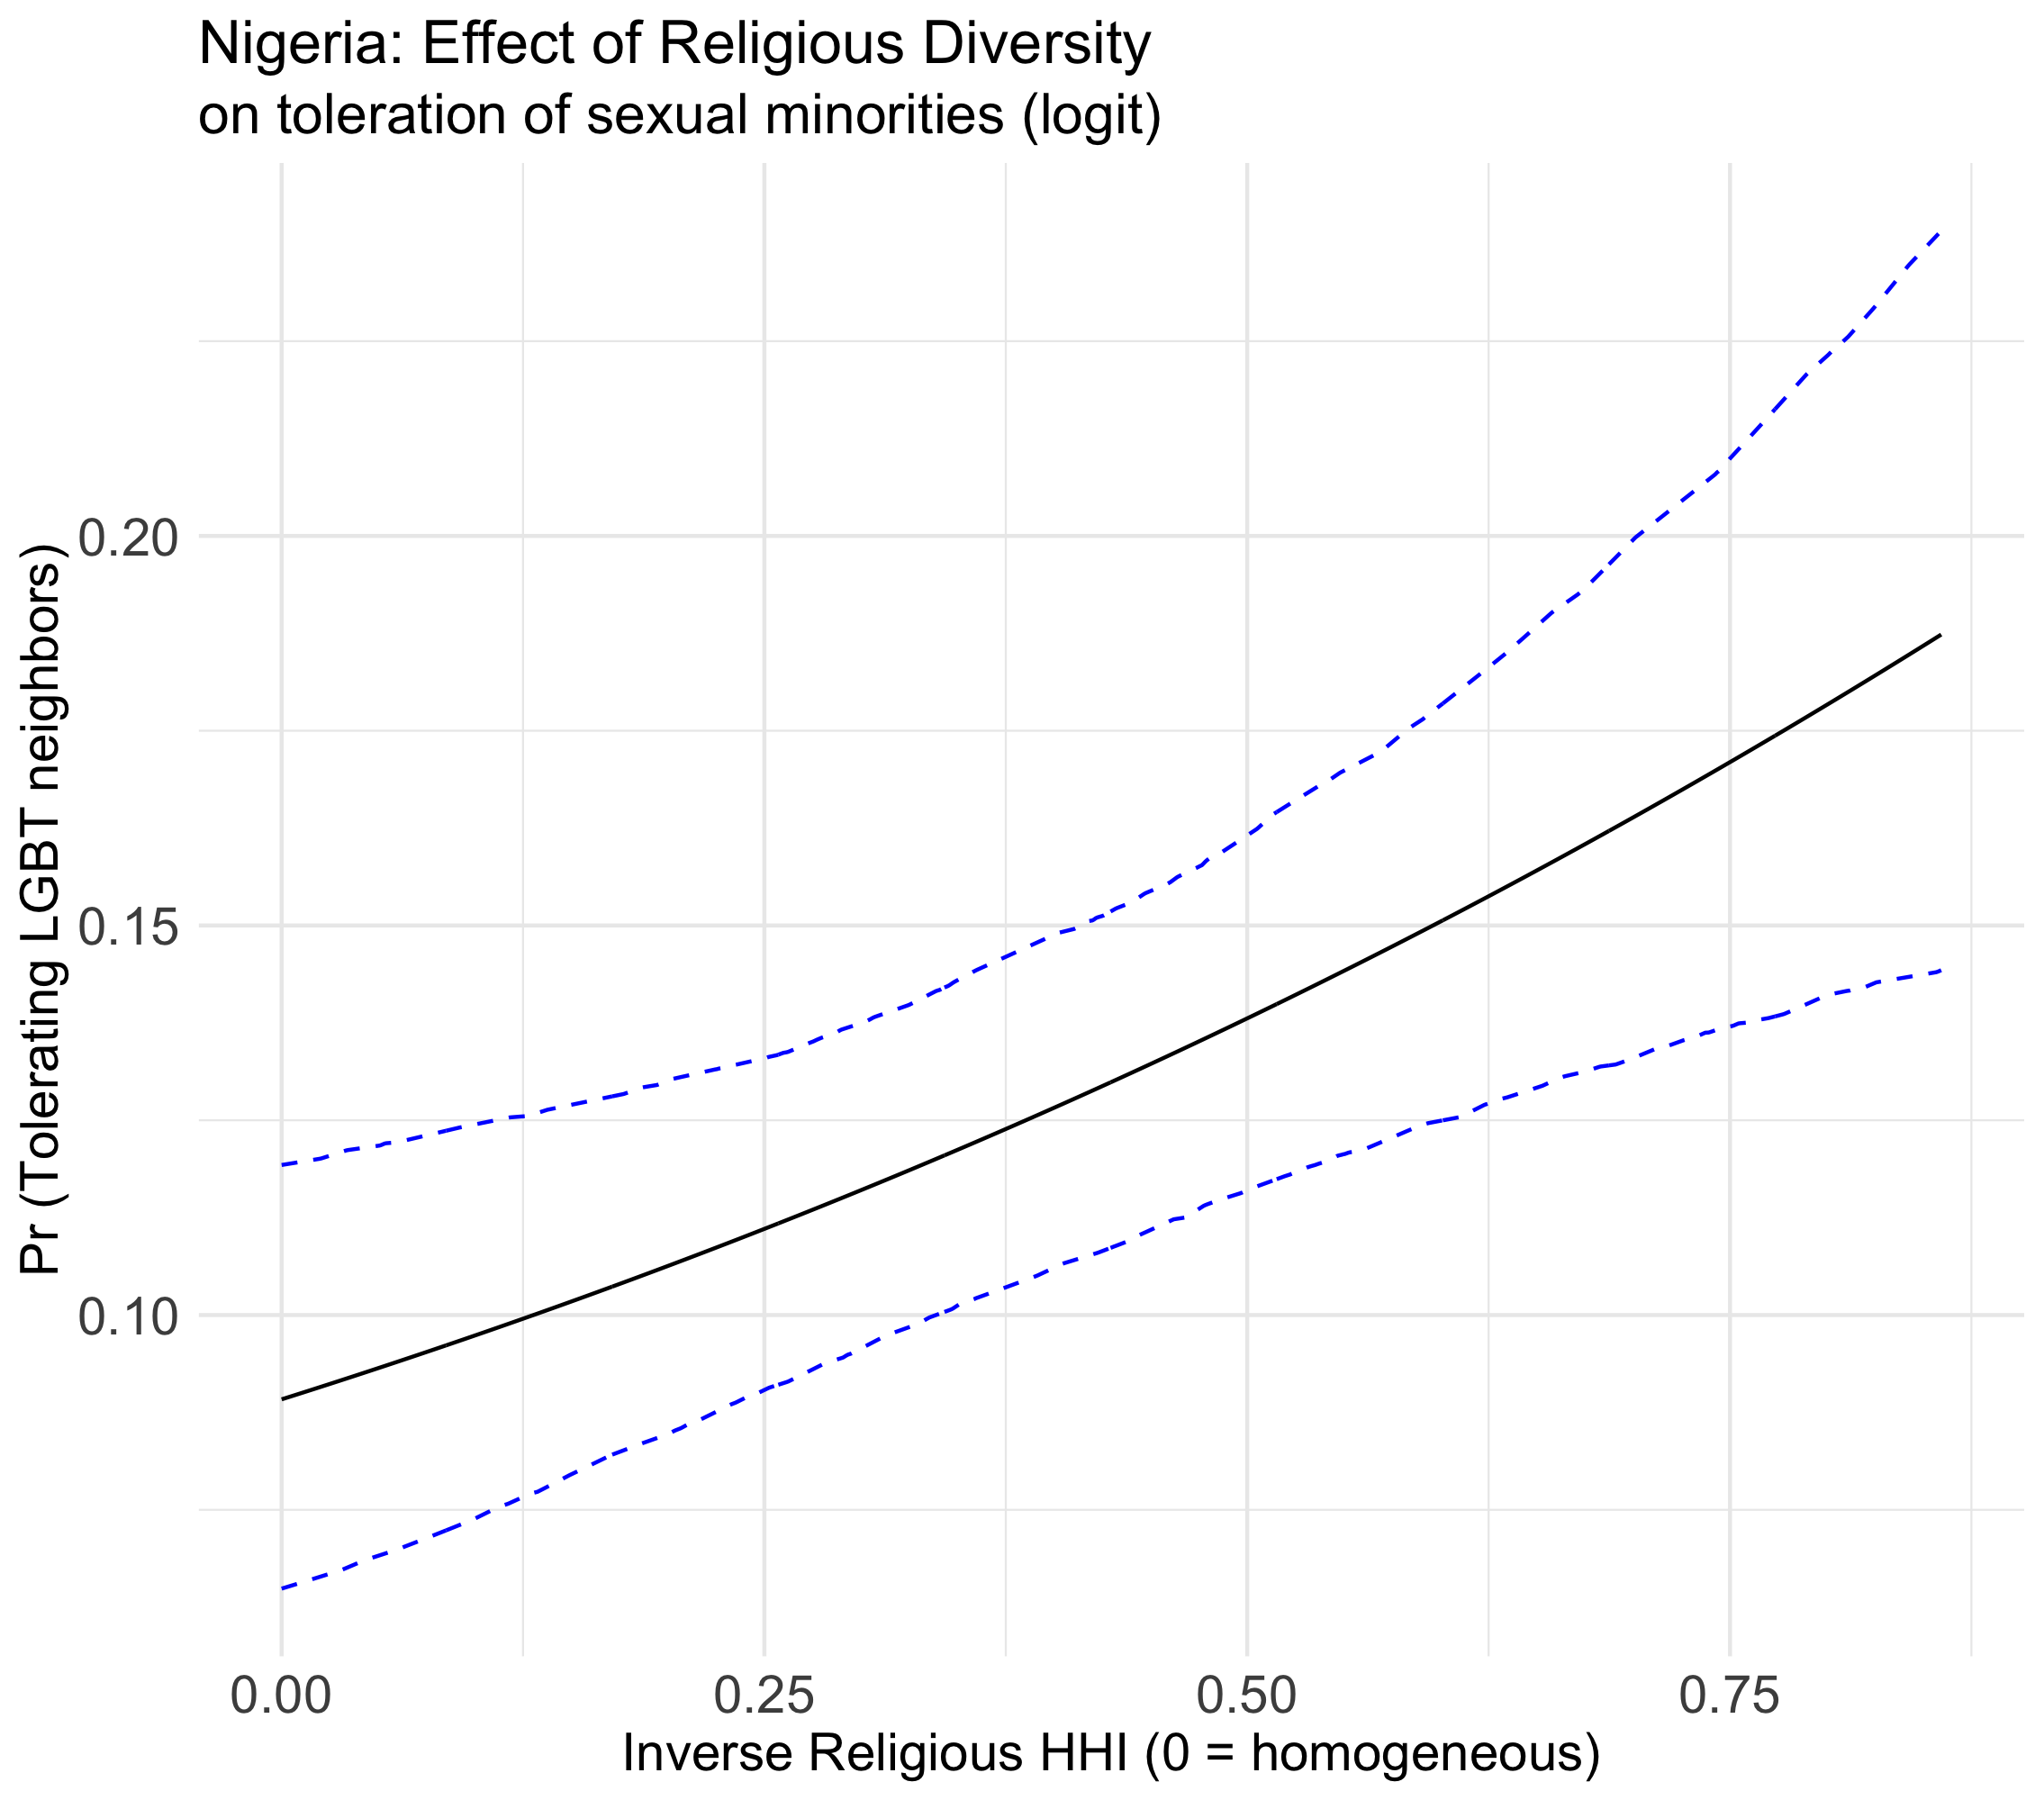 Nigeria: Effect of Religious Diversity
on toleration of sexual minorities (logit)
Pr (Tolerating LGBT neighbors)
0.20
0.15
0.10
0.00
0.25
0.50
0.75
Inverse Religious HHI (0 = homogeneous)